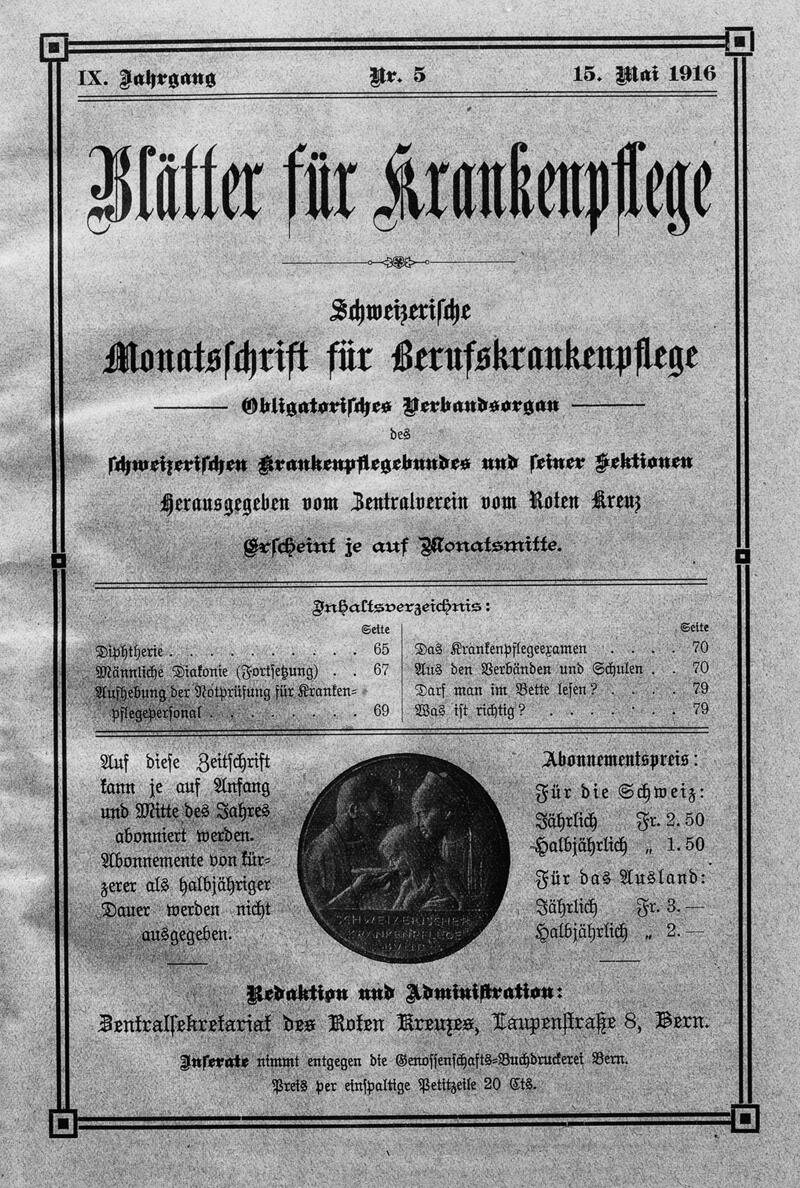 IX. Jahrgang Nr. 5 15. Mai 1916
Blätter für Krankenpflege
Schweizerische
Monatsschrift für Berufskrankenpflege
Obligatorisches Verbandsorgan
des
schweizerischen Krankenpflegebundes und seiner Sektionen
Herausgegeben vom Zentralverein vom Roten Kreuz
Erscheint je auf Monatsmitte.
Inhaltsverzeichnis:
Seite
Diphtherie . . . . . . . . . . 65
Männliche Diakonie (Fortsetzung) . . 67
Aufhebung der Notprüfung für Kranken-
pflegepersonal . . . . . . . . 69
Seite
Das Krankenpflegeexamen . . . . 70
Aus den Verbänden und Schulen . . 70
Darf man im Bette lesen? . . . . 79
Was ist richtig? . . . . . . . 79
Auf diese Zeitschrift
kann je auf Anfang
und Mitte des Jahres
abonniert werden.
Abonnemente von kür-
zerer als halbjähriger
Dauer werden nicht
ausgegeben.
SCHWEIZERISCHER
KRANKENPFLEGE
BUND
Abonnementspreis:
Für die Schweiz:
Jährlich Fr. 2.50
Halbjährlich „ 1.50
Für das Ausland:
Jährlich Fr. 3.—
Halbjährlich „ 2.—
Redaktion und Administration:
Zentralsekretariat des Roten Kreuzes, Laupenstraße 8, Bern.
Inserate nimmt entgegen die Genossenschafts-Buchdruckerei Bern.
Preis per einspaltige Petitzeile 20 Cts.